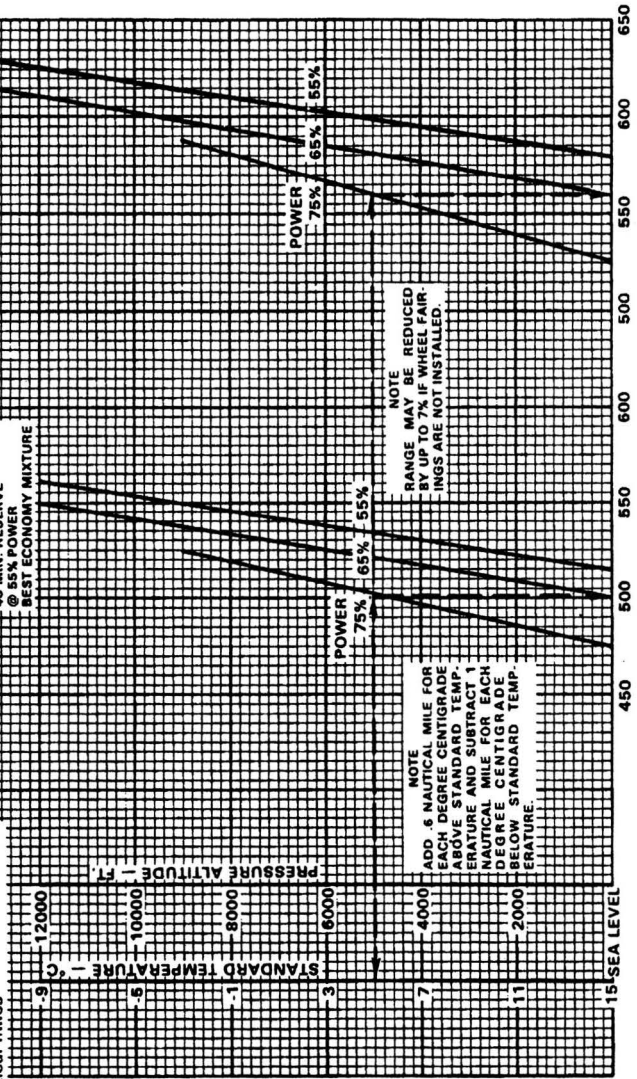 @ 55% POWER
BEST ECONOMY MIXTURE
POWER
75%
65%
55%
POWER
75%
65%
55%
NOTE
RANGE MAY BE REDUCED
BY UP TO 7% IF WHEEL FAIR-
INGS ARE NOT INSTALLED.
NOTE
ADD .6 NAUTICAL MILE FOR
EACH DEGREE CENTIGRADE
ABOVE STANDARD TEMP-
ERATURE AND SUBTRACT 1
NAUTICAL MILE FOR EACH
DEGREE CENTIGRADE
BELOW STANDARD TEMP-
ERATURE.
STANDARD TEMPERATURE — °C
PRESSURE ALTITUDE — FT.
-9 12000
-5 10000
-1 8000
3 6000
7 4000
11 2000
15 SEA LEVEL
450 500 550 600
500 550 600 650